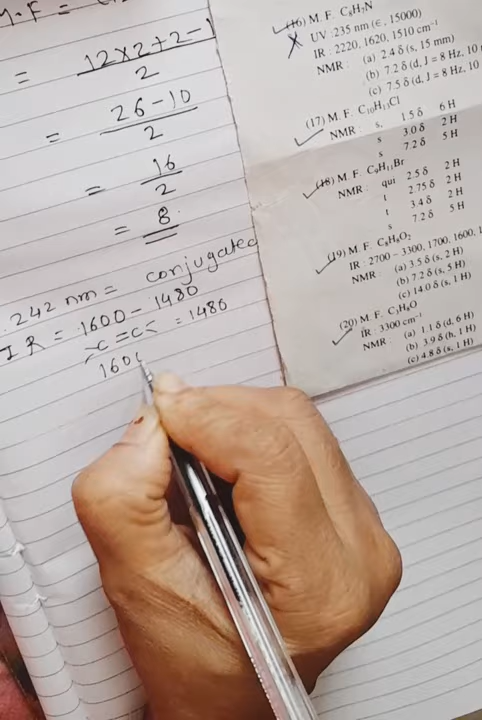 M.F = (
= 12x2+2-1
2
= 26-10
2
= 16
2
= 8
242 nm = conjugated
IR = 1600 - 1480
>C=C< = 1480
160
(16) M. F. C₈H₇N
UV : 235 nm (ε, 15000)
IR : 2220, 1620, 1510 cm⁻¹
NMR : (a) 2.4 δ (s, 15 mm)
(b) 7.2 δ (d, J = 8 Hz, 10
(c) 7.5 δ (d, J = 8 Hz, 10
(17) M. F. C₁₀H₁₃Cl
NMR : s, 1.5 δ 6 H
s 3.0 δ 2 H
s 7.2 δ 5 H
(18) M. F. C₉H₁₁Br
NMR : qui 2.5 δ 2 H
t 2.75 δ 2 H
t 3.4 δ 2 H
s 7.2 δ 5 H
(19) M. F. C₈H₈O₂
IR : 2700 – 3300, 1700, 1600, 1
NMR : (a) 3.5 δ (s, 2 H)
(b) 7.2 δ (s, 5 H)
(c) 14.0 δ (s, 1 H)
(20) M. F. C₃H₈O
IR : 3300 cm⁻¹
NMR : (a) 1.1 δ (d, 6 H)
(b) 3.9 δ (h, 1 H)
(c) 4.8 δ (s, 1 H)